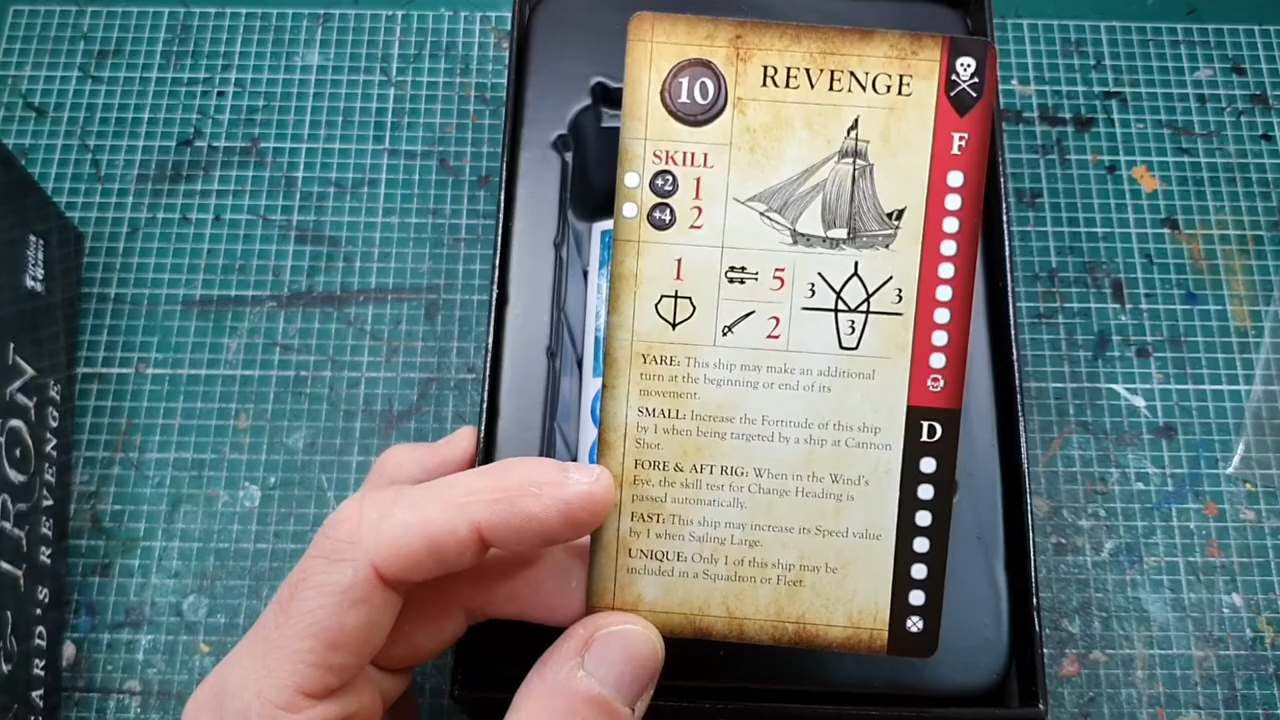 10
REVENGE
SKILL
+2 1
+4 2
1
5
2
3 3
3
YARE: This ship may make an additional
turn at the beginning or end of its
movement.
SMALL: Increase the Fortitude of this ship
by 1 when being targeted by a ship at Cannon
Shot.
FORE & AFT RIG: When in the Wind's
Eye, the skill test for Change Heading is
passed automatically.
FAST: This ship may increase its Speed value
by 1 when Sailing Large.
UNIQUE: Only 1 of this ship may be
included in a Squadron or Fleet.
F
D
& IRON
EARD'S REVENGE
Firelock
Games